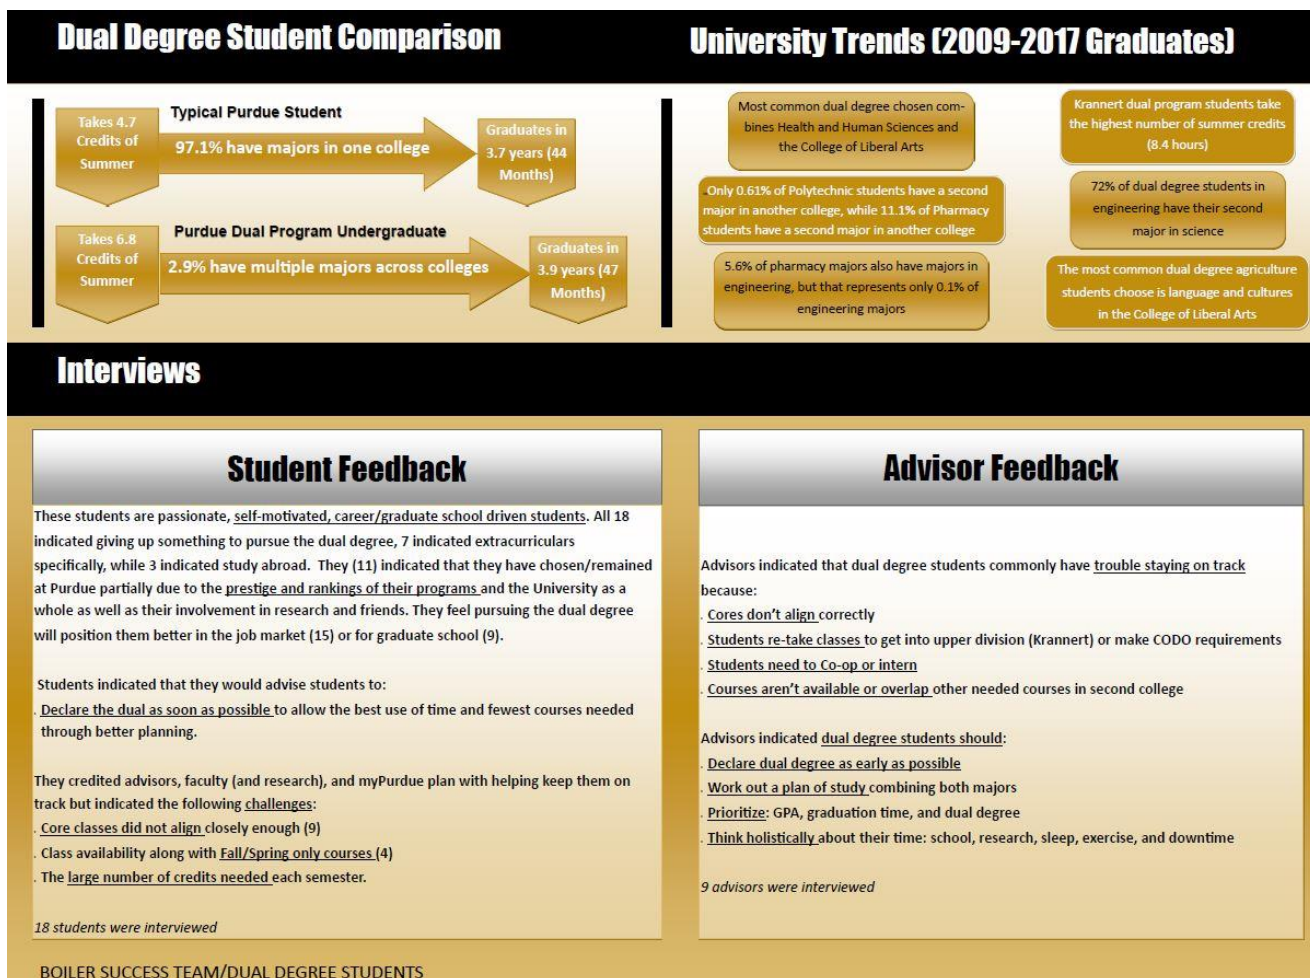 Dual Degree Student Comparison
University Trends (2009-2017 Graduates)
Takes 4.7
Credits of
Summer
Typical Purdue Student
97.1% have majors in one college
Graduates in
3.7 years (44
Months)
Takes 6.8
Credits of
Summer
Purdue Dual Program Undergraduate
2.9% have multiple majors across colleges
Graduates in
3.9 years (47
Months)
Most common dual degree chosen com-
bines Health and Human Sciences and
the College of Liberal Arts
.Only 0.61% of Polytechnic students have a second
major in another college, while 11.1% of Pharmacy
students have a second major in another college
5.6% of pharmacy majors also have majors in
engineering, but that represents only 0.1% of
engineering majors
Krannert dual program students take
the highest number of summer credits
(8.4 hours)
72% of dual degree students in
engineering have their second
major in science
The most common dual degree agriculture
students choose is language and cultures
in the College of Liberal Arts
Interviews
Student Feedback
These students are passionate, self-motivated, career/graduate school driven students. All 18
indicated giving up something to pursue the dual degree, 7 indicated extracurriculars
specifically, while 3 indicated study abroad. They (11) indicated that they have chosen/remained
at Purdue partially due to the prestige and rankings of their programs and the University as a
whole as well as their involvement in research and friends. They feel pursuing the dual degree
will position them better in the job market (15) or for graduate school (9).
Students indicated that they would advise students to:
. Declare the dual as soon as possible to allow the best use of time and fewest courses needed
through better planning.
They credited advisors, faculty (and research), and myPurdue plan with helping keep them on
track but indicated the following challenges:
. Core classes did not align closely enough (9)
. Class availability along with Fall/Spring only courses (4)
. The large number of credits needed each semester.
18 students were interviewed
Advisor Feedback
Advisors indicated that dual degree students commonly have trouble staying on track
because:
. Cores don't align correctly
. Students re-take classes to get into upper division (Krannert) or make CODO requirements
. Students need to Co-op or intern
. Courses aren't available or overlap other needed courses in second college
Advisors indicated dual degree students should:
. Declare dual degree as early as possible
. Work out a plan of study combining both majors
. Prioritize: GPA, graduation time, and dual degree
. Think holistically about their time: school, research, sleep, exercise, and downtime
9 advisors were interviewed
BOILER SUCCESS TEAM/DUAL DEGREE STUDENTS